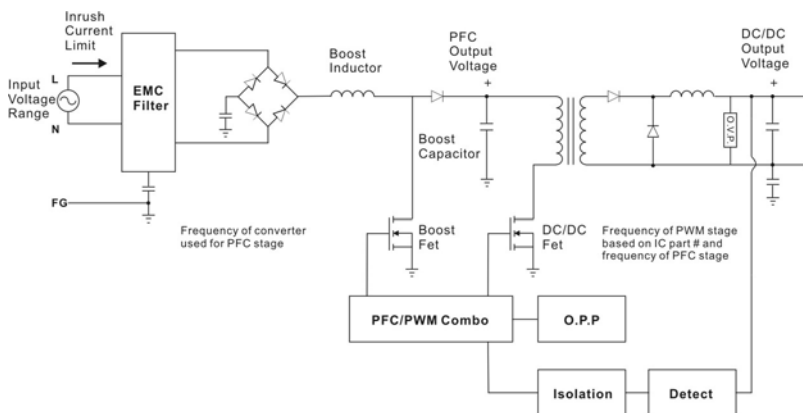 Inrush
Current
Limit
Input
Voltage
Range
L
N
FG
EMC
Filter
Boost
Inductor
PFC
Output
Voltage
+
Boost
Capacitor
DC/DC
Output
Voltage
+
O.V.P.
Frequency of converter
used for PFC stage
Boost
Fet
DC/DC
Fet
Frequency of PWM stage
based on IC part # and
frequency of PFC stage
PFC/PWM Combo
O.P.P
Isolation
Detect